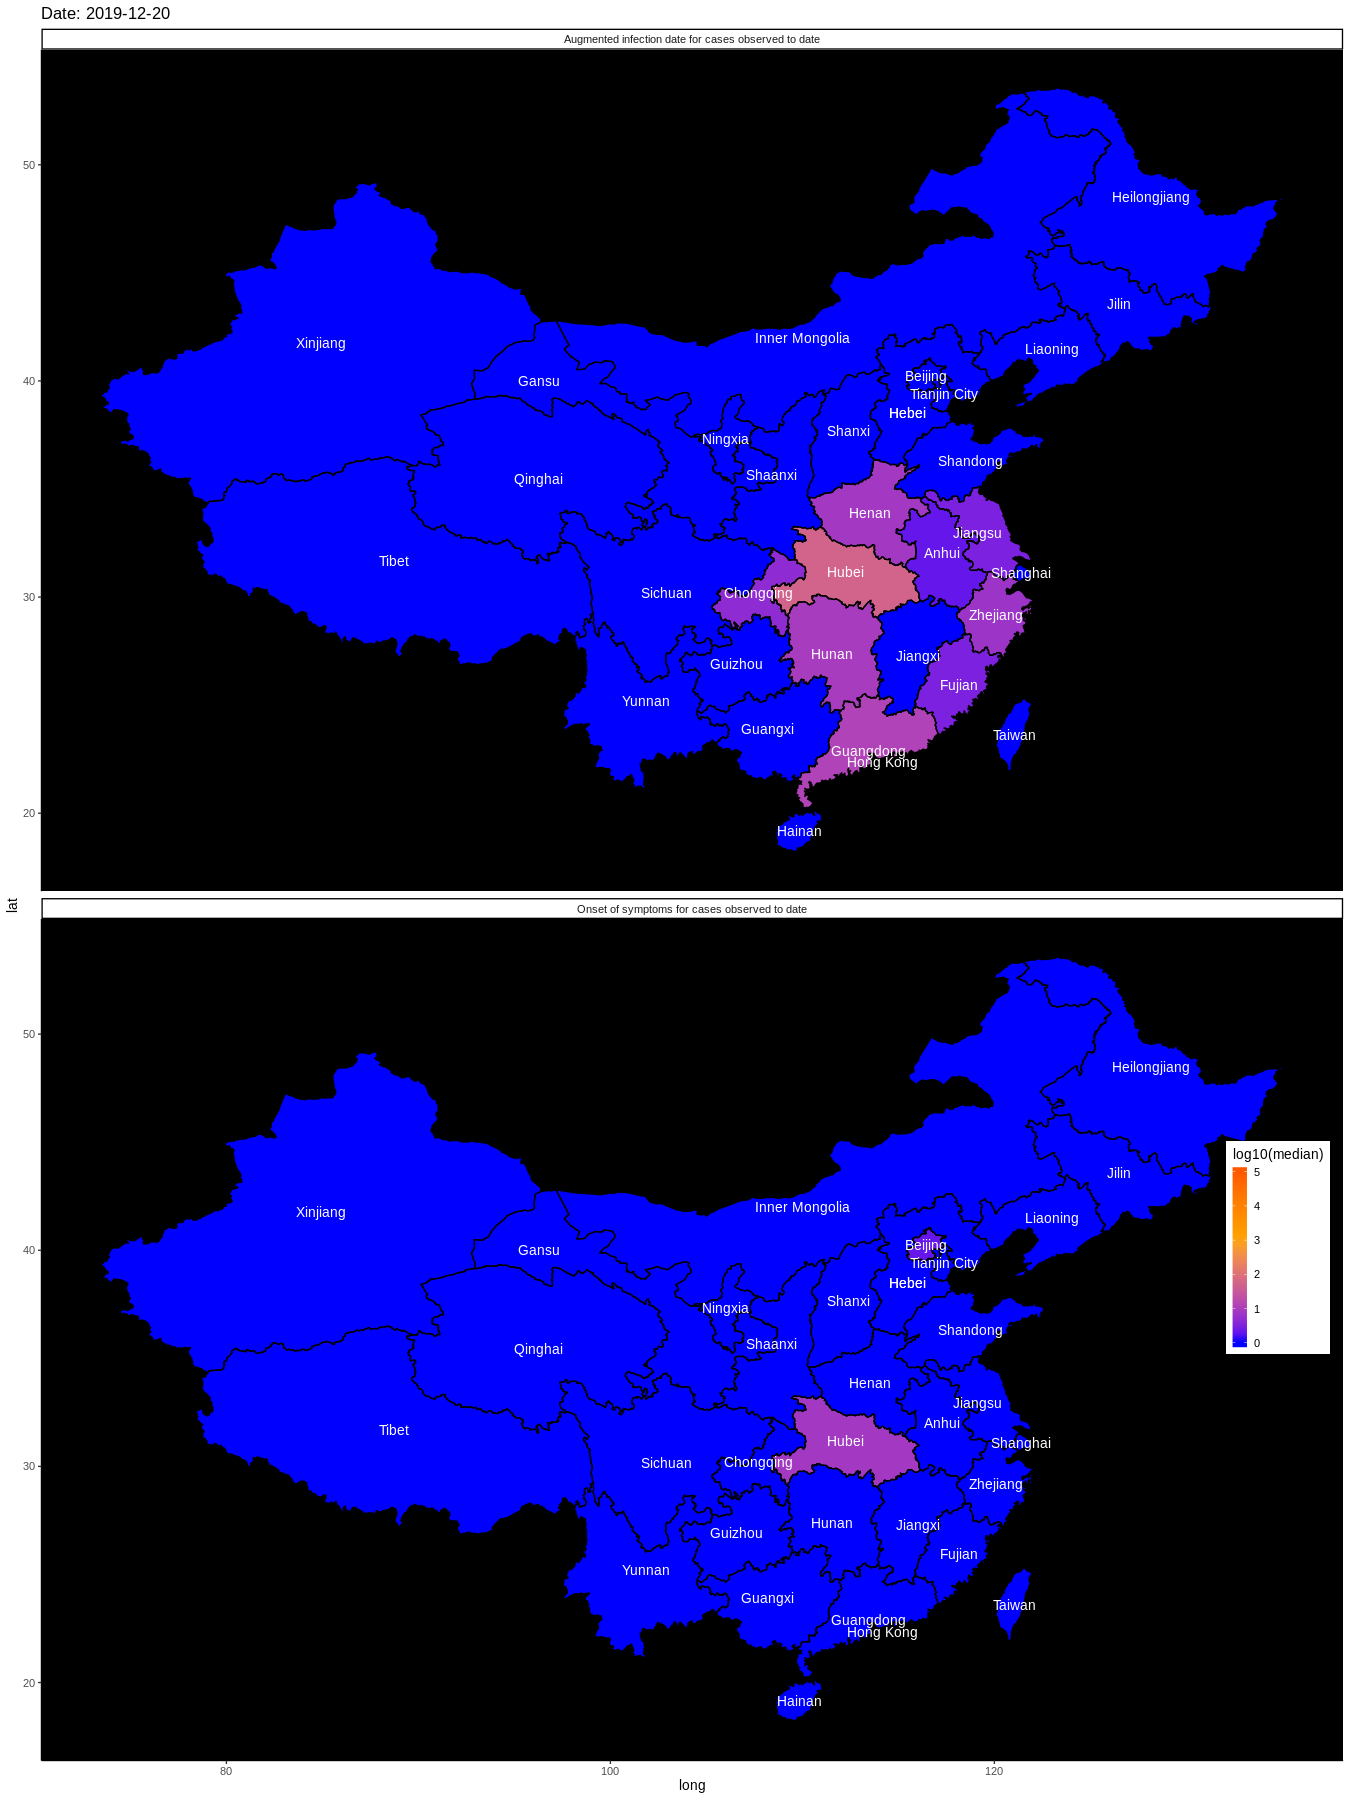 Date: 2019-12-20
Augmented infection date for cases observed to date
50
40
30
20
Heilongjiang
Jilin
Xinjiang
Inner Mongolia
Liaoning
Gansu
Beijing
Tianjin City
Hebei
Ningxia
Shanxi
Shandong
Qinghai
Shaanxi
Henan
Jiangsu
Anhui
Tibet
Hubei
Shanghai
Sichuan
Chongqing
Zhejiang
Hunan
Jiangxi
Guizhou
Fujian
Yunnan
Guangxi
Taiwan
Guangdong
Hong Kong
Hainan
lat
Onset of symptoms for cases observed to date
50
40
30
20
Heilongjiang
Jilin
Xinjiang
Inner Mongolia
Liaoning
Gansu
Beijing
Tianjin City
Hebei
Ningxia
Shanxi
Shandong
Qinghai
Shaanxi
Henan
Jiangsu
Anhui
Tibet
Hubei
Shanghai
Sichuan
Chongqing
Zhejiang
Hunan
Jiangxi
Guizhou
Fujian
Yunnan
Guangxi
Taiwan
Guangdong
Hong Kong
Hainan
log10(median)
5
4
3
2
1
0
80
100
120
long